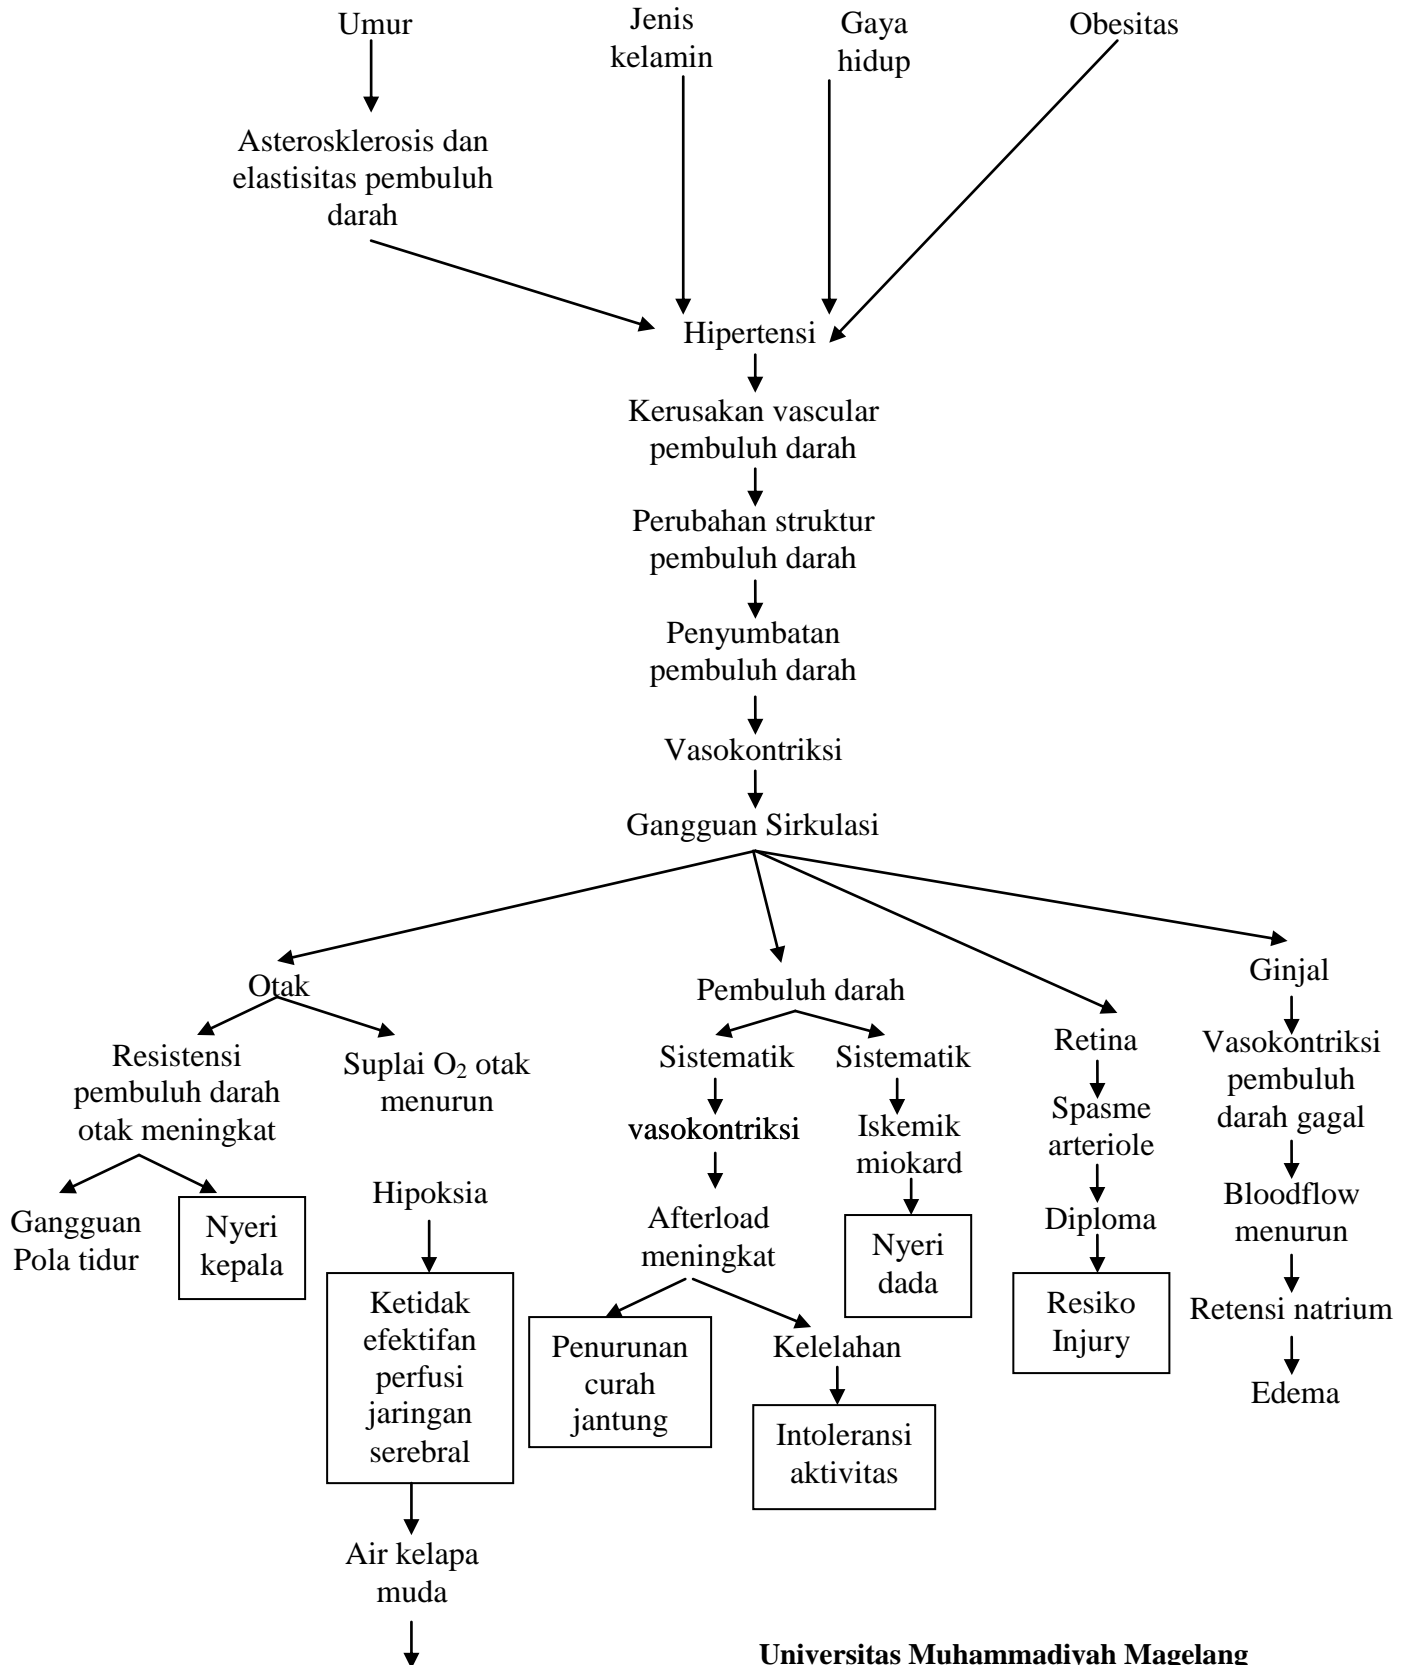 Umur
Jenis
kelamin
Gaya
hidup
Obesitas
Asterosklerosis dan
elastisitas pembuluh
darah
Hipertensi
Kerusakan vascular
pembuluh darah
Perubahan struktur
pembuluh darah
Penyumbatan
pembuluh darah
Vasokontriksi
Gangguan Sirkulasi
Otak
Resistensi
pembuluh darah
otak meningkat
Gangguan
Pola tidur
Nyeri
kepala
Suplai O₂ otak
menurun
Hipoksia
Ketidak
efektifan
perfusi
jaringan
serebral
Air kelapa
muda
Pembuluh darah
Sistematik
vasokontriksi
Afterload
meningkat
Penurunan
curah
jantung
Kelelahan
Intoleransi
aktivitas
Sistematik
Iskemik
miokard
Nyeri
dada
Retina
Spasme
arteriole
Diploma
Resiko
Injury
Ginjal
Vasokontriksi
pembuluh
darah gagal
Bloodflow
menurun
Retensi natrium
Edema
Universitas Muhammadiyah Magelang